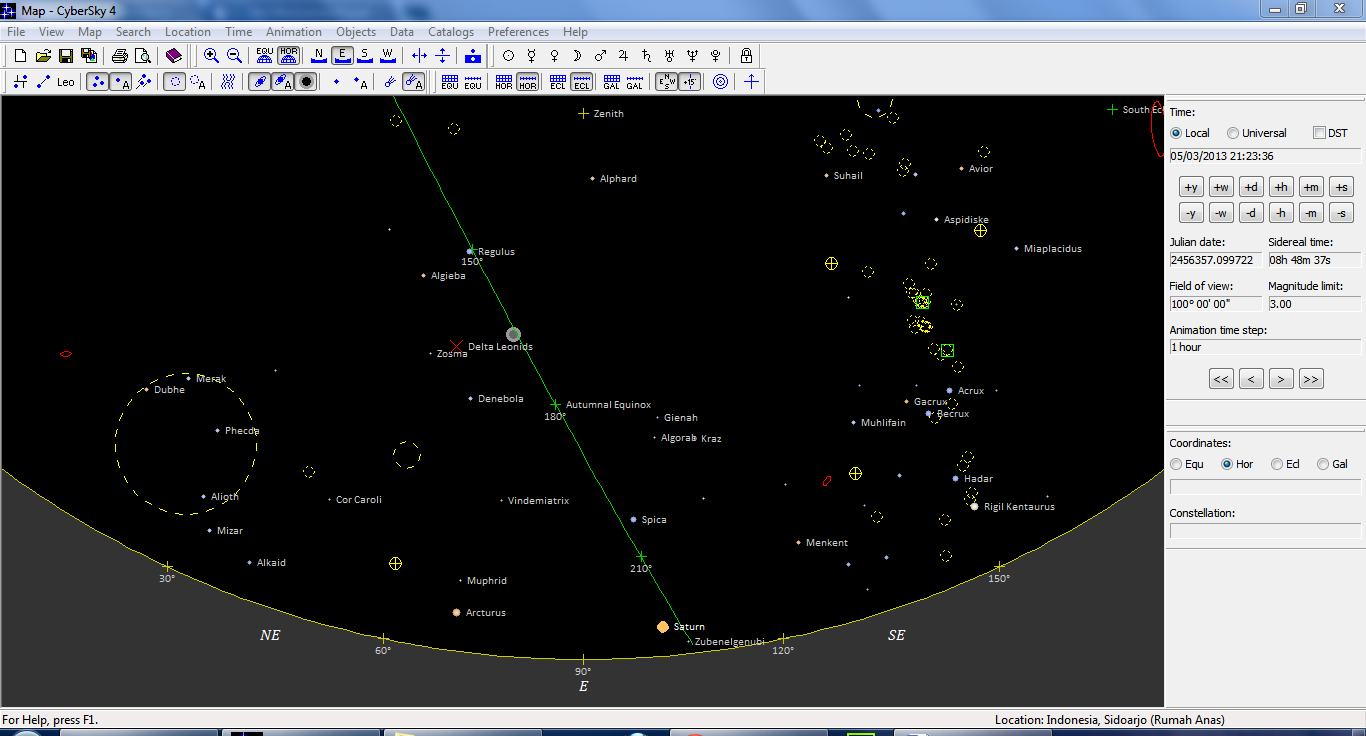 Map - CyberSky 4
File View Map Search Location Time Animation Objects Data Catalogs Preferences Help
EQU HOR N E S W
A Leo A A A A A EQU EQU HOR HOR ECL ECL GAL GAL N E W S +15°
Zenith
South Ecl
Alphard
Suhail
Avior
Aspidiske
Miaplacidus
Regulus
150°
Algieba
Delta Leonids
Zosma
Merak
Dubhe
Denebola
Autumnal Equinox
180°
Acrux
Gacrux
Becrux
Gienah
Muhlifain
Phecda
Algorab
Kraz
Hadar
Alioth
Cor Caroli
Vindemiatrix
Rigil Kentaurus
Spica
Mizar
Menkent
Alkaid
210°
30°
150°
Muphrid
Arcturus
Saturn
NE
SE
Zubenelgenubi
60°
120°
90°
E
Time:
Local Universal DST
05/03/2013 21:23:36
+y +w +d +h +m +s
-y -w -d -h -m -s
Julian date: Sidereal time:
2456357.099722 08h 48m 37s
Field of view: Magnitude limit:
100° 00' 00" 3.00
Animation time step:
1 hour
<< < > >>
Coordinates:
Equ Hor Ecl Gal
Constellation:
For Help, press F1.
Location: Indonesia, Sidoarjo (Rumah Anas)